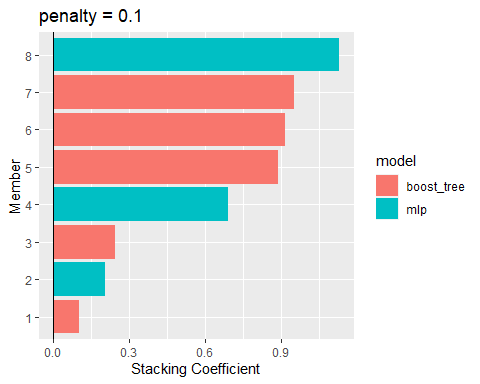 penalty = 0.1
8
7
6
5
4
3
2
1
Member
0.0 0.3 0.6 0.9
Stacking Coefficient
model
boost_tree
mlp